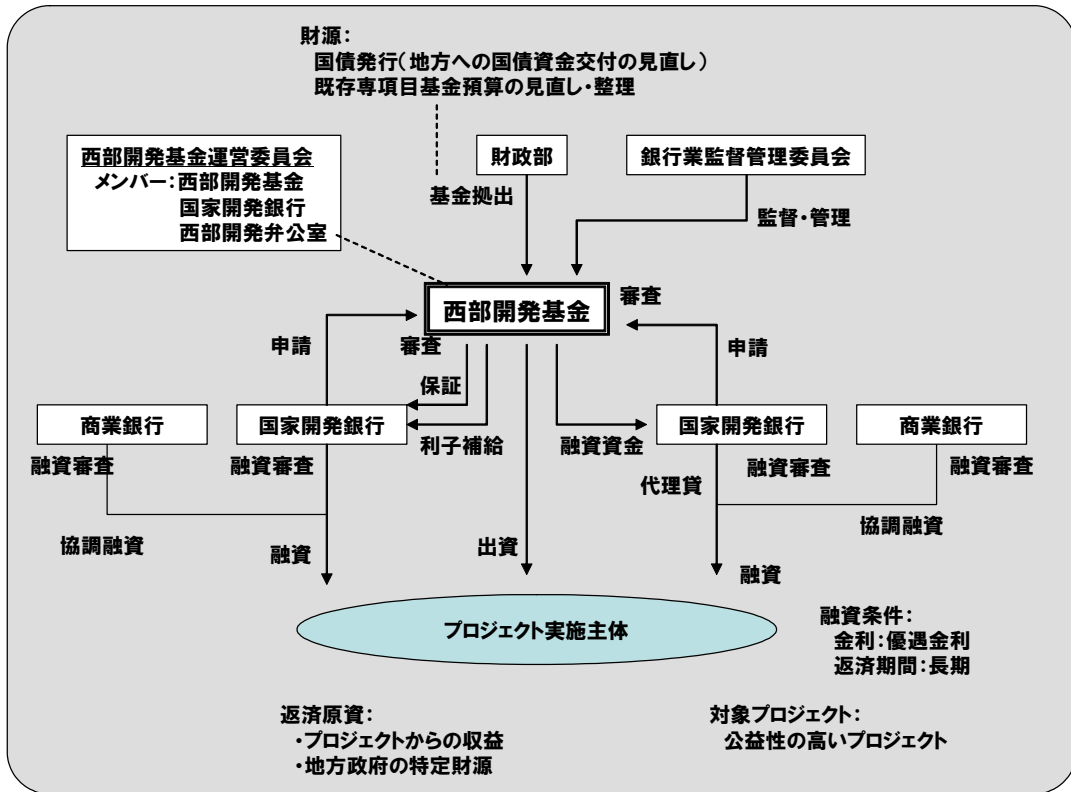 財源:
国債発行(地方への国債資金交付の見直し)
既存専項目基金預算の見直し・整理
西部開発基金運営委員会
メンバー:西部開発基金
国家開発銀行
西部開発弁公室
財政部
銀行業監督管理委員会
基金拠出
監督・管理
西部開発基金
審査
申請
審査
申請
保証
商業銀行
国家開発銀行
利子補給
融資資金
国家開発銀行
商業銀行
融資審査
融資審査
代理貸
融資審査
融資審査
協調融資
融資
出資
融資
協調融資
プロジェクト実施主体
融資条件:
金利:優遇金利
返済期間:長期
返済原資:
・プロジェクトからの収益
・地方政府の特定財源
対象プロジェクト:
公益性の高いプロジェクト